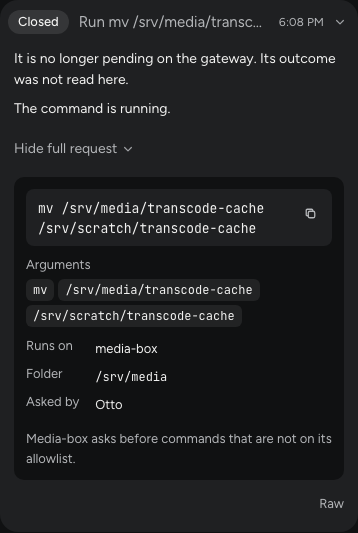 Closed Run mv /srv/media/transc... 6:08 PM
It is no longer pending on the gateway. Its outcome
was not read here.
The command is running.
Hide full request
mv /srv/media/transcode-cache
/srv/scratch/transcode-cache
Arguments
mv /srv/media/transcode-cache
/srv/scratch/transcode-cache
Runs on media-box
Folder /srv/media
Asked by Otto
Media-box asks before commands that are not on its
allowlist.
Raw